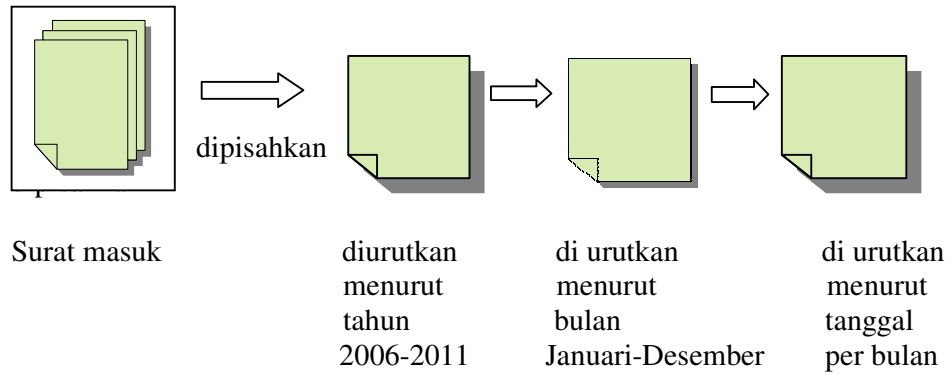 dipisahkan
Surat masuk
diurutkan
menurut
tahun
2006-2011
di urutkan
menurut
bulan
Januari-Desember
di urutkan
menurut
tanggal
per bulan